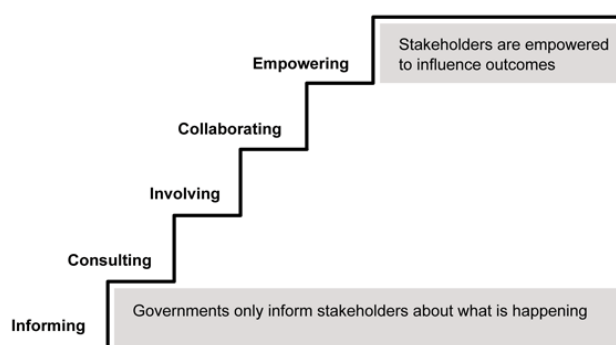 Stakeholders are empowered
to influence outcomes
Empowering
Collaborating
Involving
Consulting
Governments only inform stakeholders about what is happening
Informing